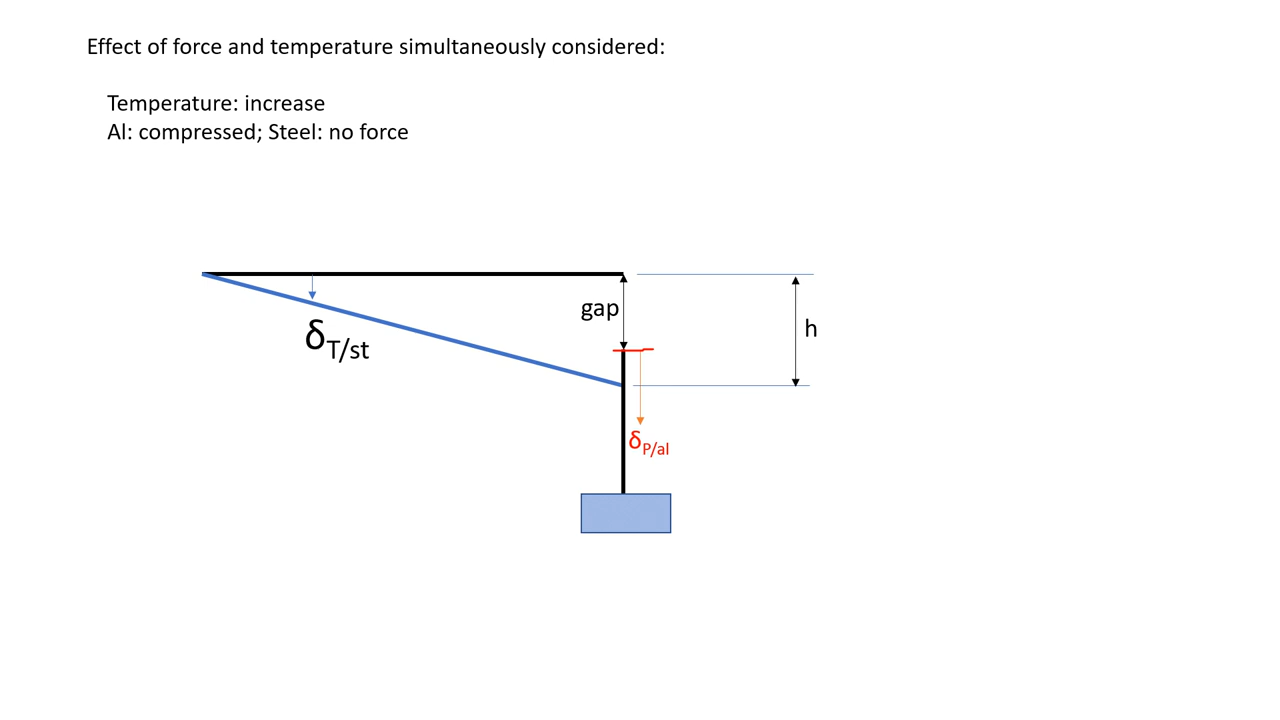 Effect of force and temperature simultaneously considered:
Temperature: increase
Al: compressed; Steel: no force
gap
h
δT/st
δP/al